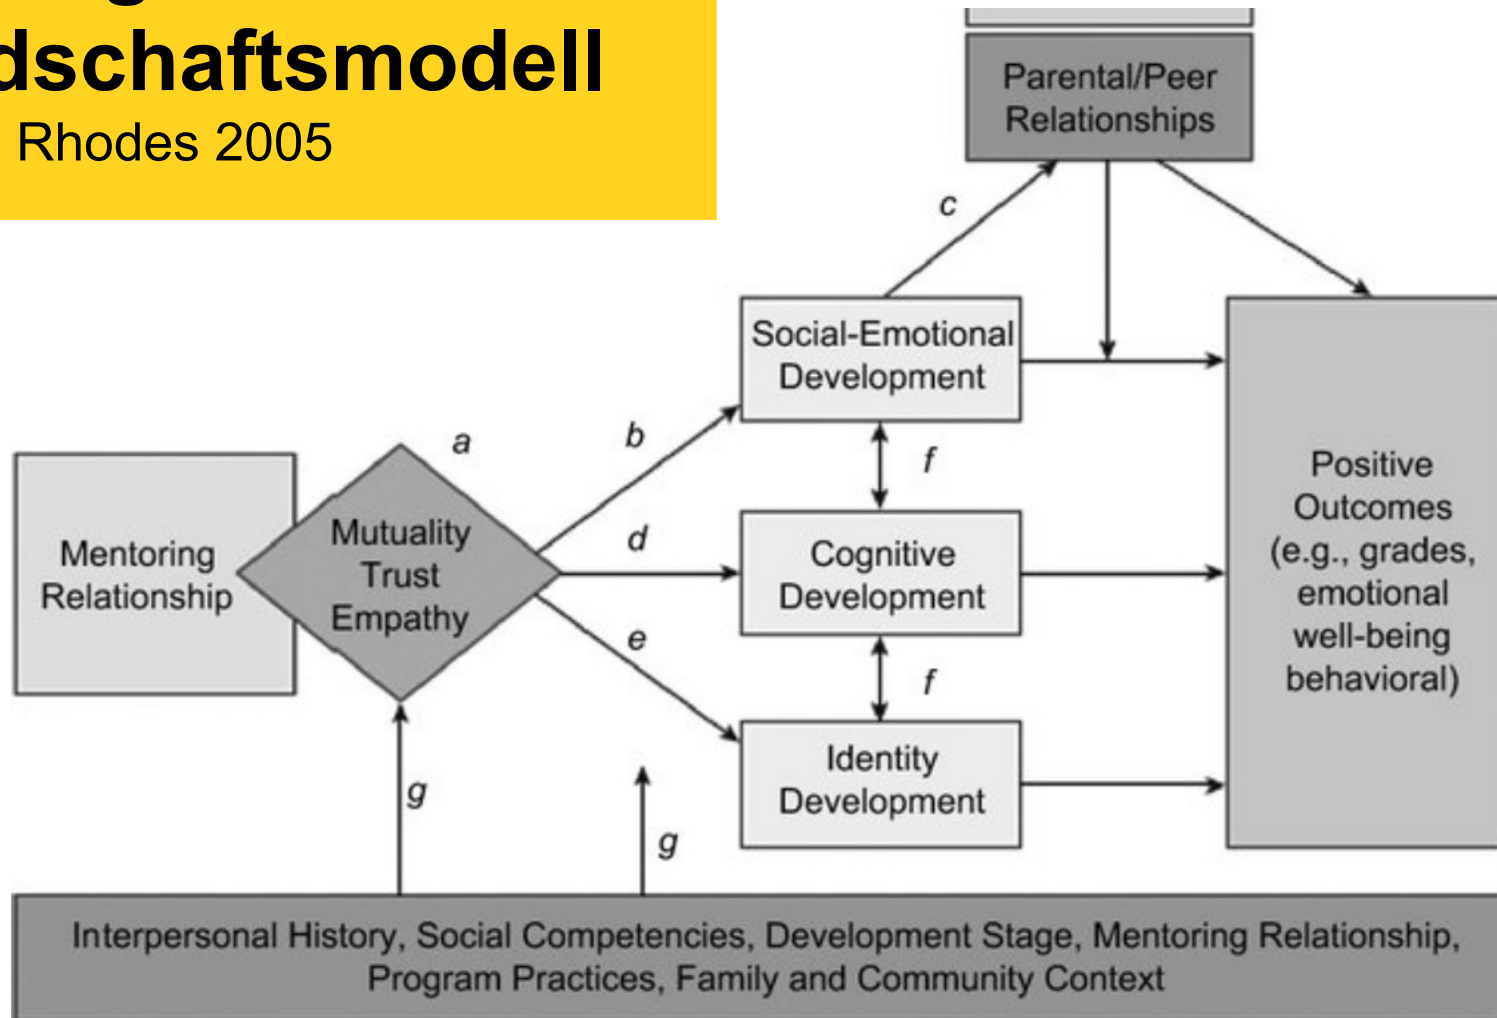 dschaftsmodell
Rhodes 2005
Parental/Peer
Relationships
c
Social-Emotional
Development
a
b
f
Mentoring
Relationship
Mutuality
Trust
Empathy
d
Cognitive
Development
Positive
Outcomes
(e.g., grades,
emotional
well-being
behavioral)
e
f
Identity
Development
g
g
Interpersonal History, Social Competencies, Development Stage, Mentoring Relationship,
Program Practices, Family and Community Context